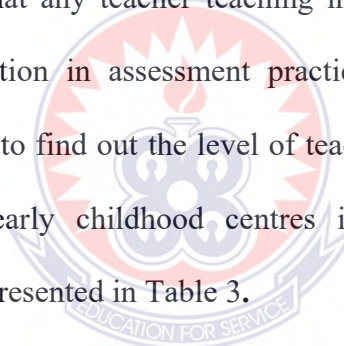 hat any teacher teaching in
tion in assessment practic
to find out the level of teac
early childhood centres i
resented in Table 3.
EDUCATION FOR SERVICE